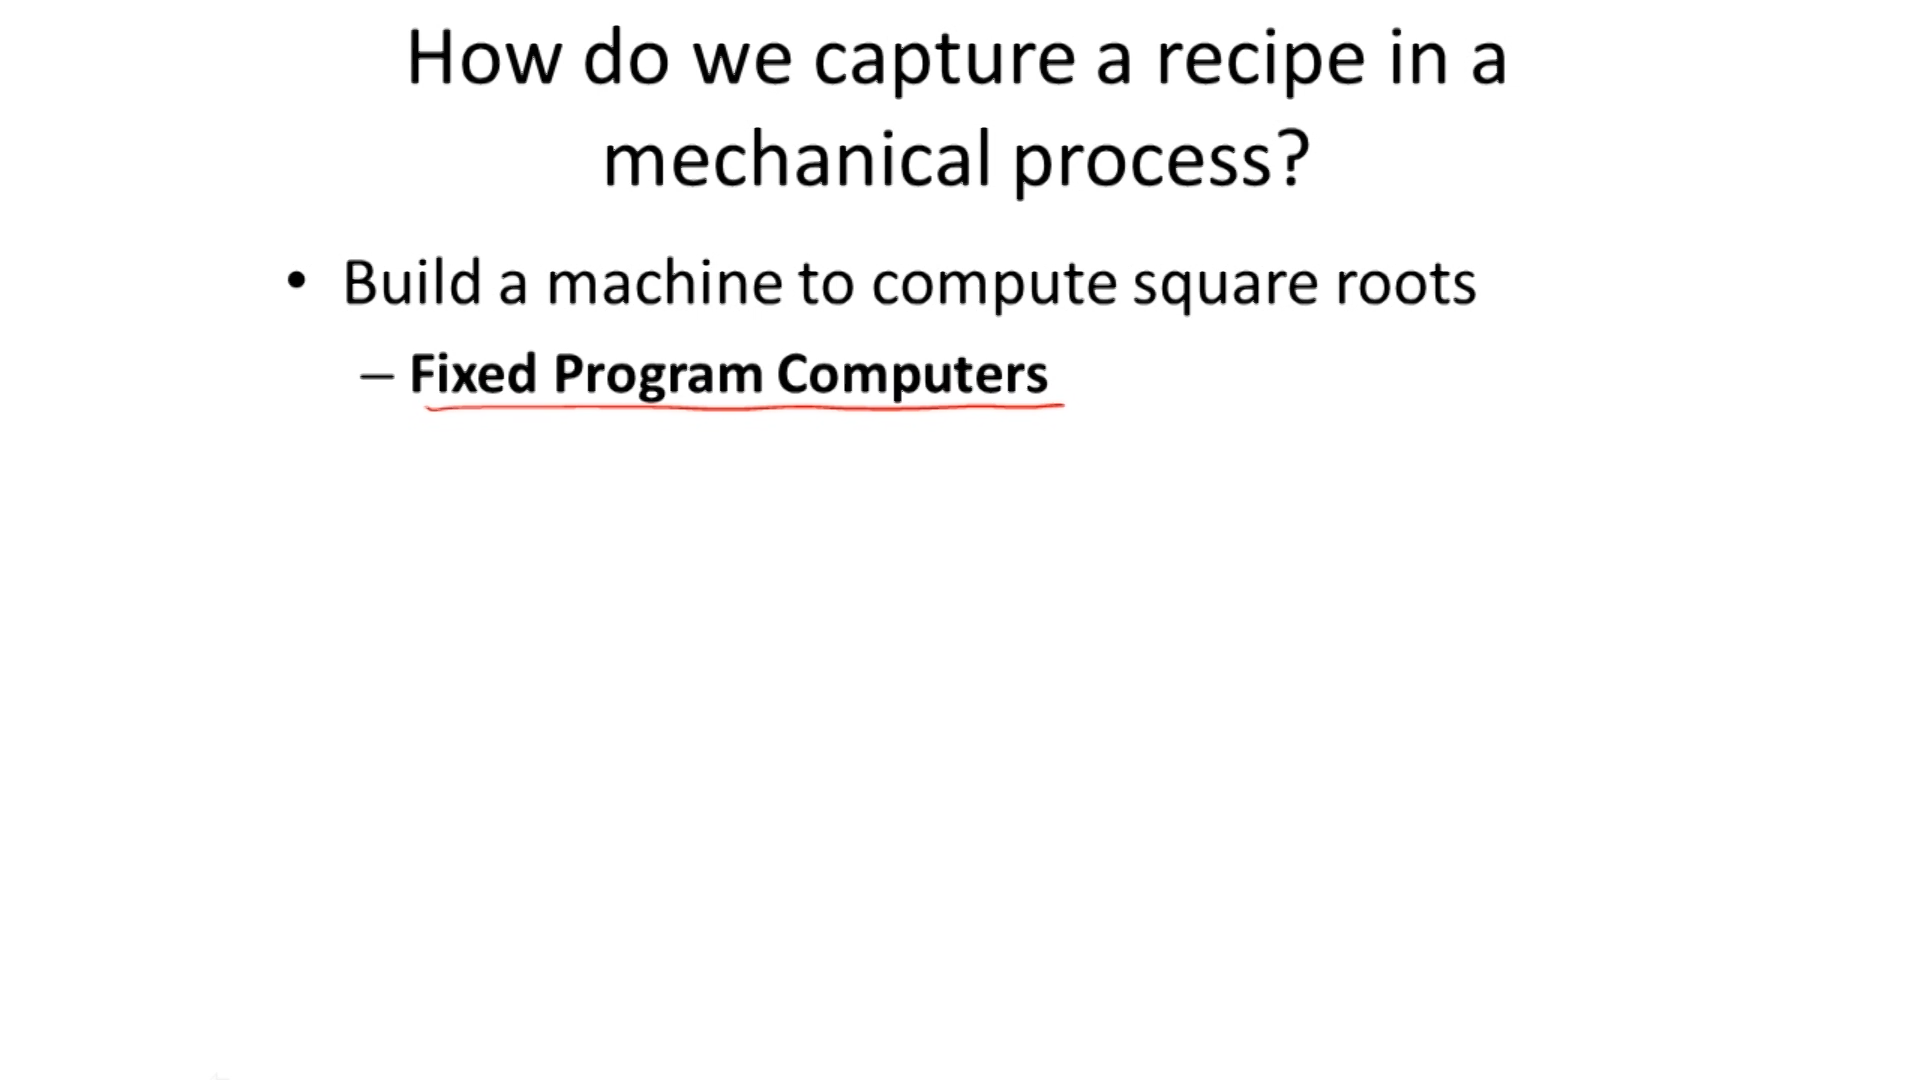 How do we capture a recipe in a
mechanical process?
• Build a machine to compute square roots
– Fixed Program Computers